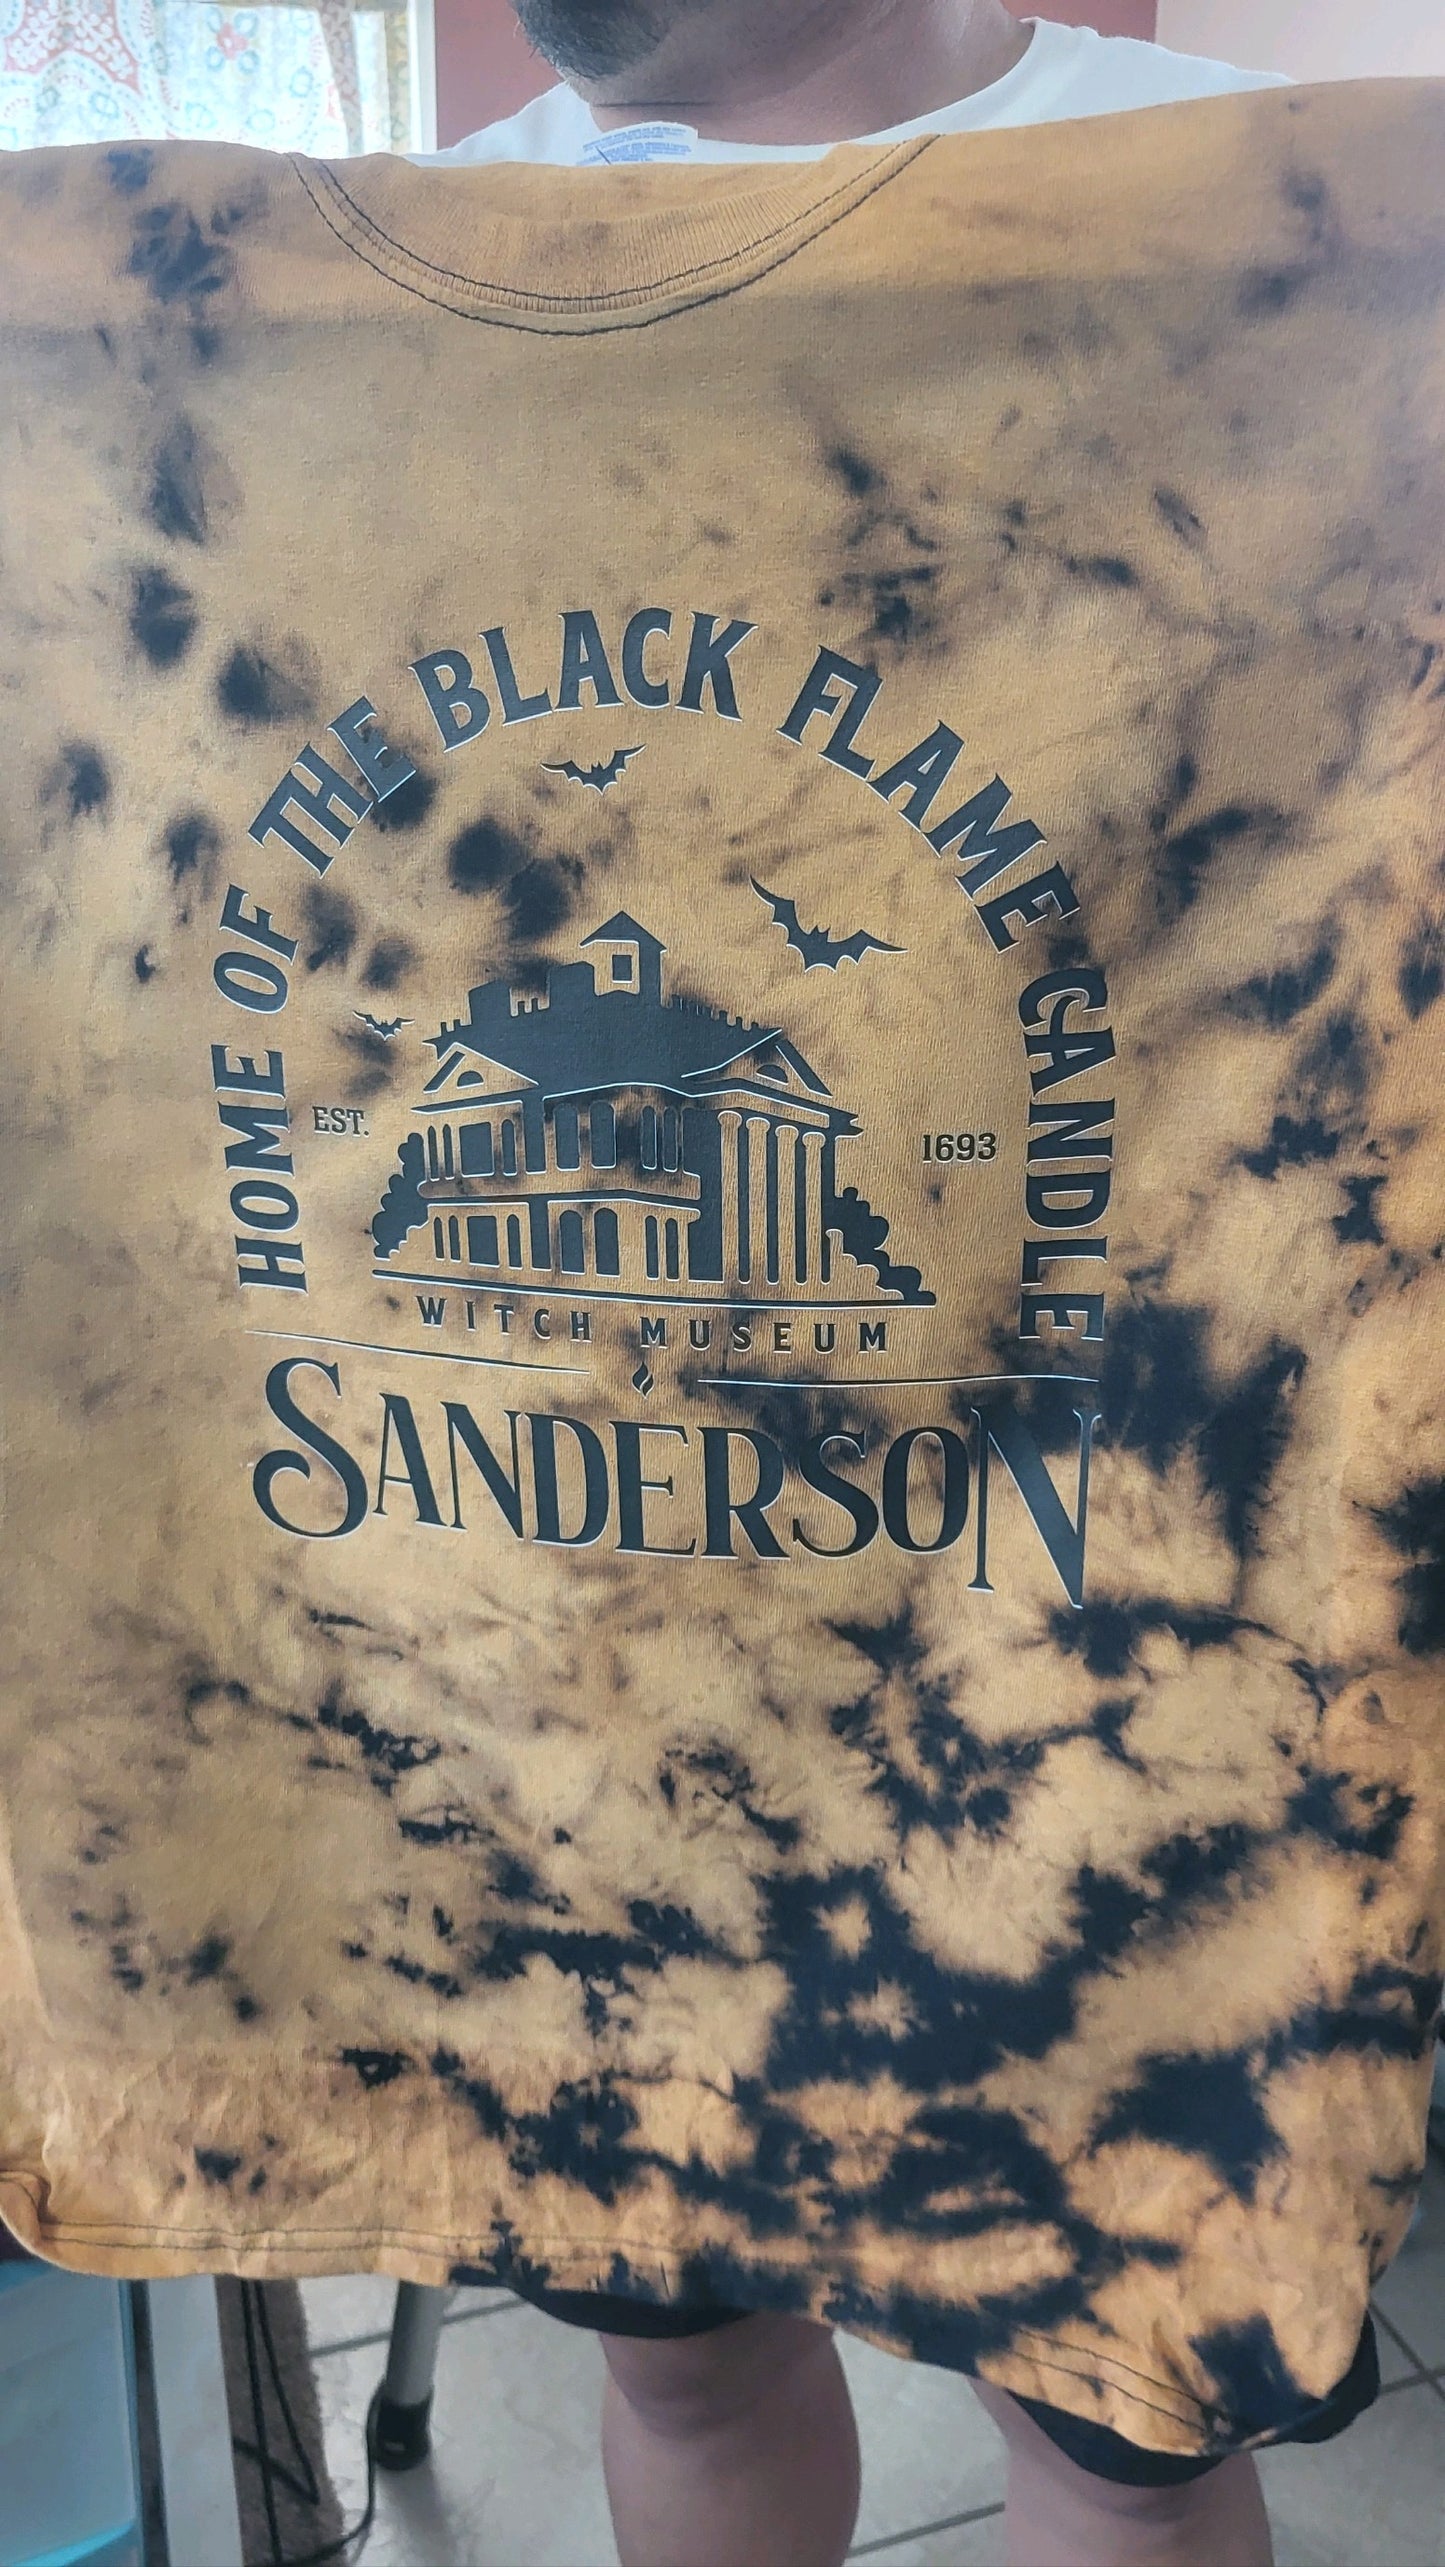 HOME OF THE BLACK FLAME CANDLE
EST. 1693
WITCH MUSEUM
SANDERSON